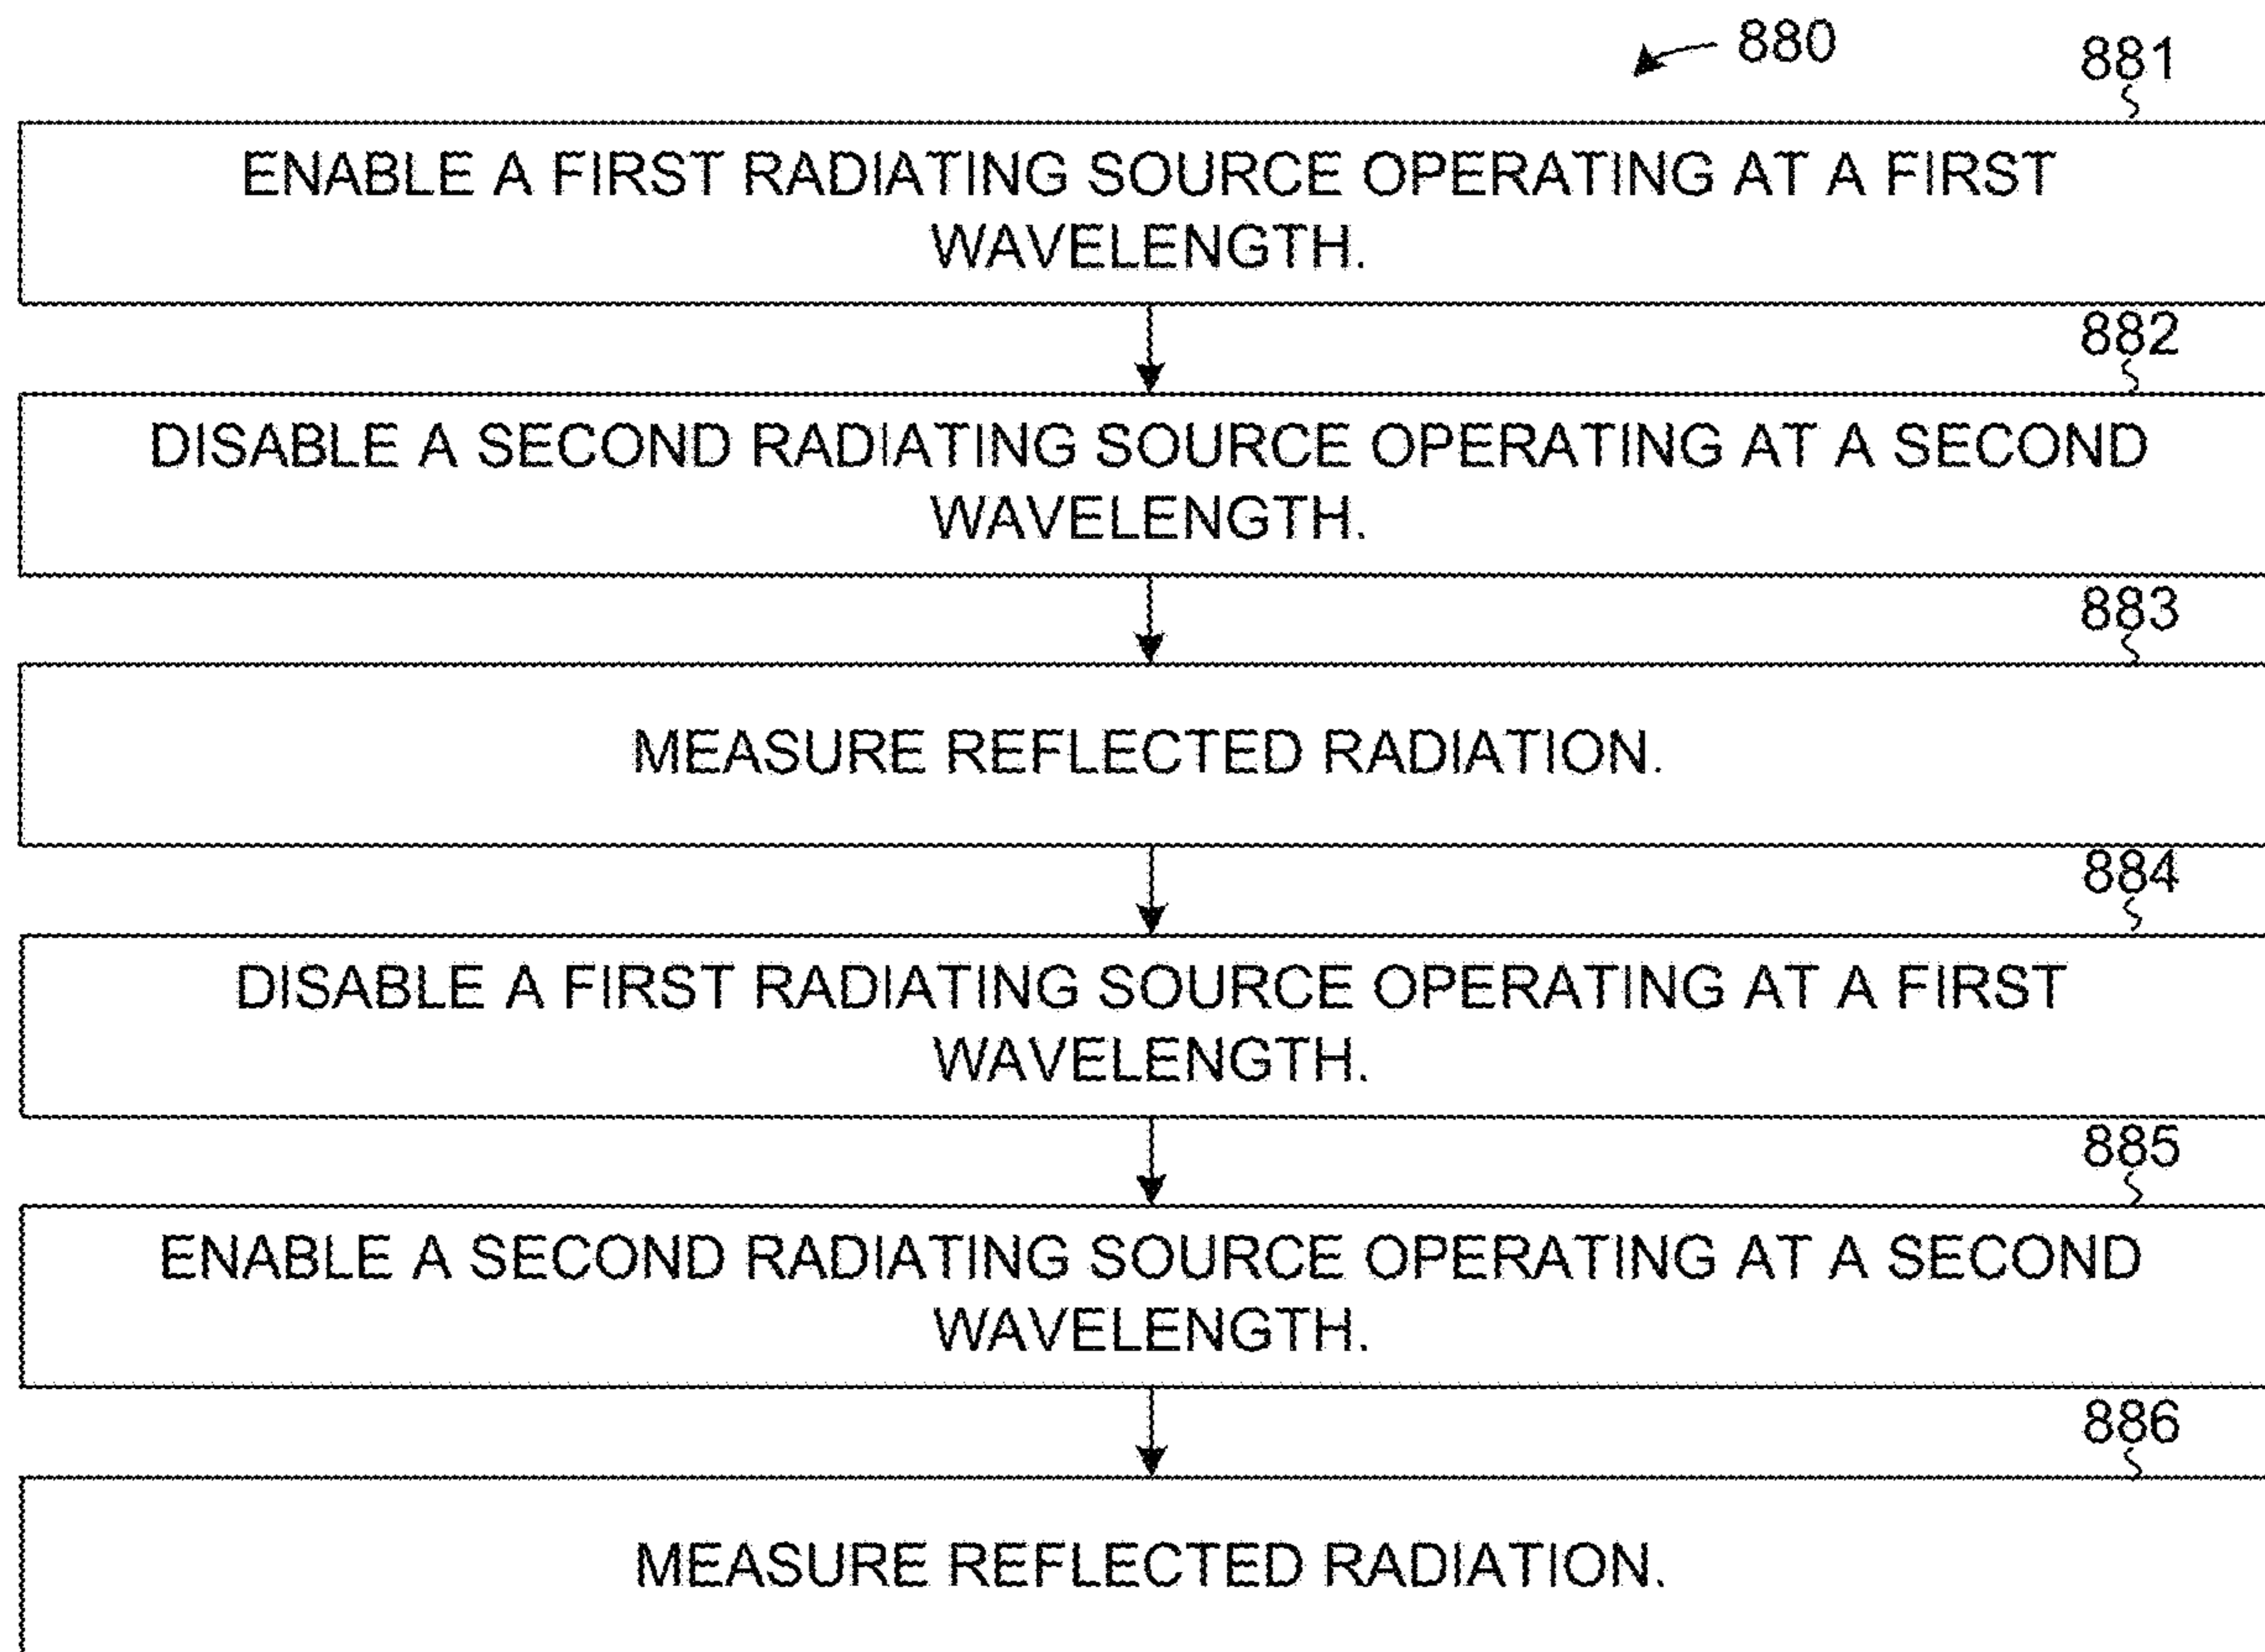 880
881
ENABLE A FIRST RADIATING SOURCE OPERATING AT A FIRST
WAVELENGTH.
882
DISABLE A SECOND RADIATING SOURCE OPERATING AT A SECOND
WAVELENGTH.
883
MEASURE REFLECTED RADIATION.
884
DISABLE A FIRST RADIATING SOURCE OPERATING AT A FIRST
WAVELENGTH.
885
ENABLE A SECOND RADIATING SOURCE OPERATING AT A SECOND
WAVELENGTH.
886
MEASURE REFLECTED RADIATION.